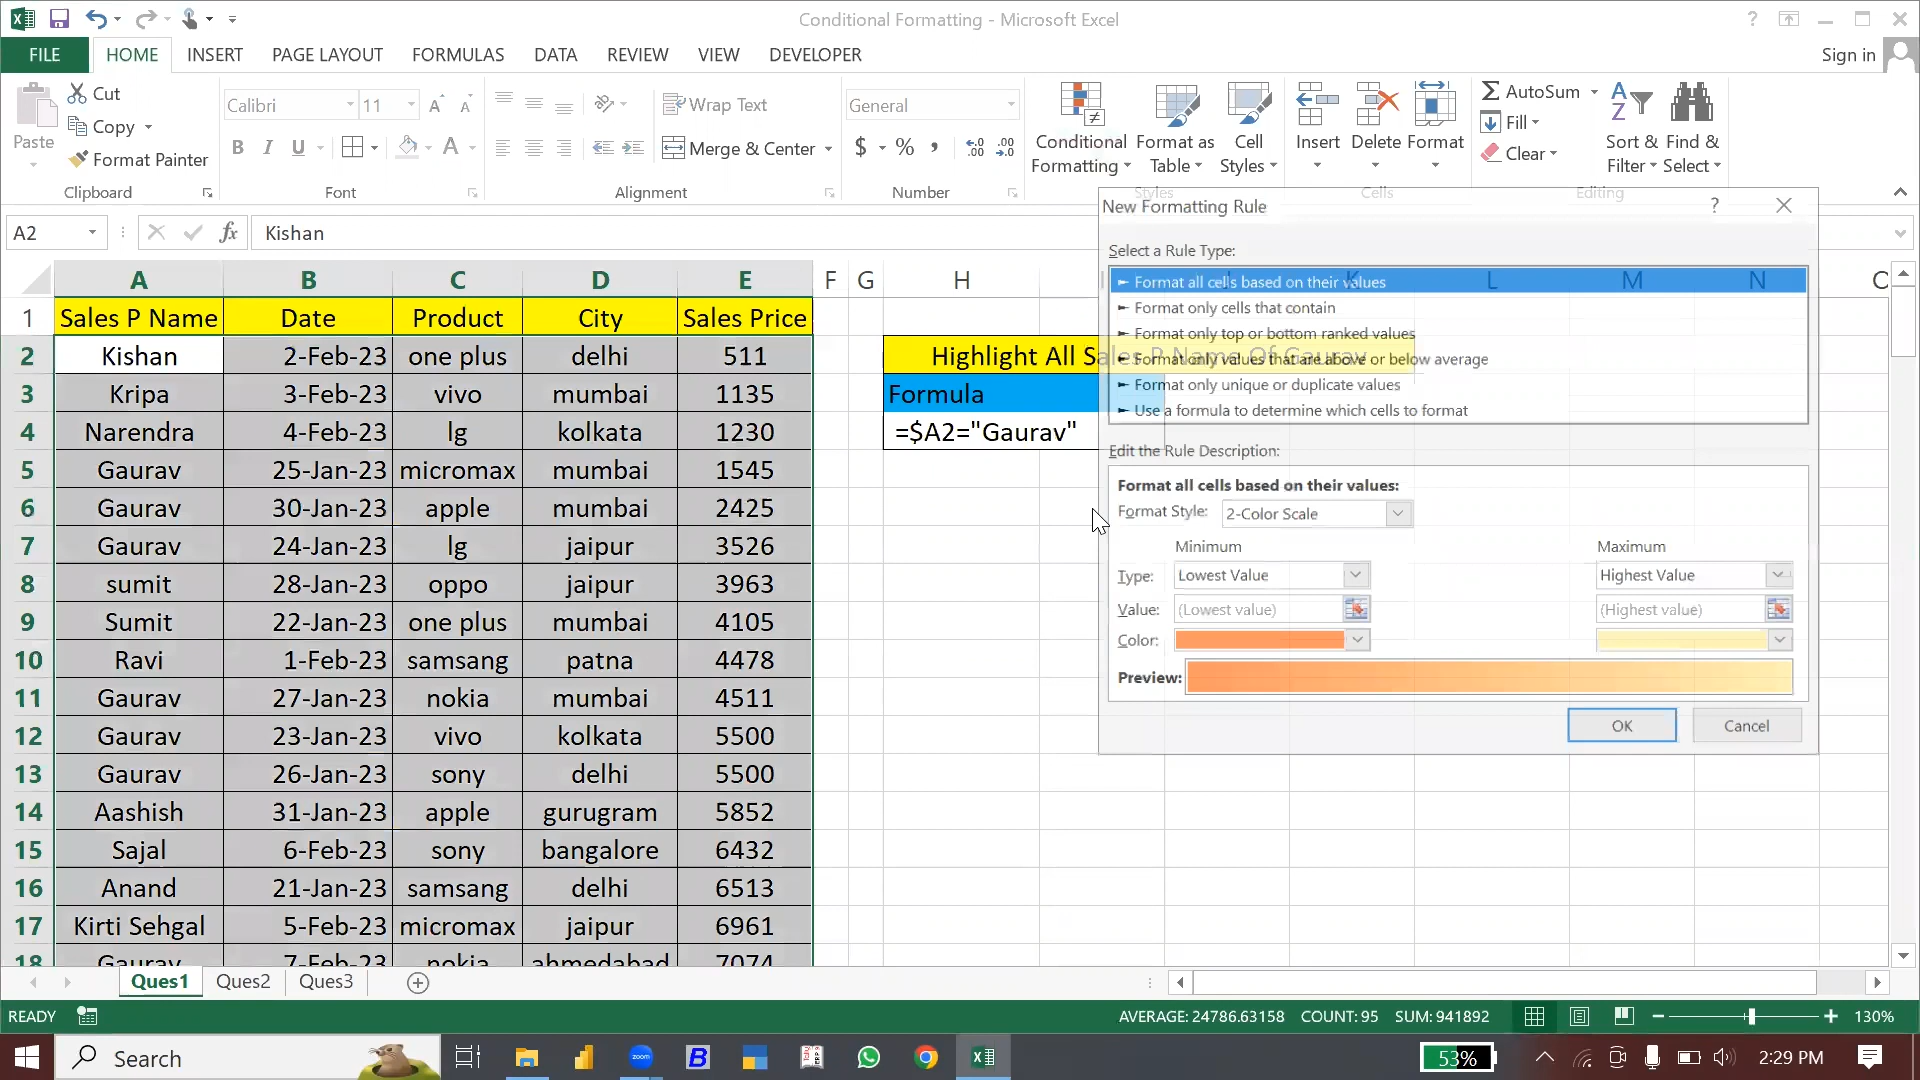 Conditional Formatting - Microsoft Excel
FILE HOME INSERT PAGE LAYOUT FORMULAS DATA REVIEW VIEW DEVELOPER Sign in
Paste Cut Copy Format Painter Clipboard
Calibri 11 B I U Font
Wrap Text Merge & Center Alignment
General $ % , Number
Conditional Formatting Format as Table Cell Styles Styles
Insert Delete Format Cells
AutoSum Fill Clear Sort & Filter Find & Select Editing
A2 fx Kishan
A B C D E F G H I J K L M N O
1 Sales P Name Date Product City Sales Price
2 Kishan 2-Feb-23 one plus delhi 511 Highlight All Sales P Name Of Gaurav
3 Kripa 3-Feb-23 vivo mumbai 1135 Formula
4 Narendra 4-Feb-23 lg kolkata 1230 =$A2="Gaurav"
5 Gaurav 25-Jan-23 micromax mumbai 1545
6 Gaurav 30-Jan-23 apple mumbai 2425
7 Gaurav 24-Jan-23 lg jaipur 3526
8 sumit 28-Jan-23 oppo jaipur 3963
9 Sumit 22-Jan-23 one plus mumbai 4105
10 Ravi 1-Feb-23 samsang patna 4478
11 Gaurav 27-Jan-23 nokia mumbai 4511
12 Gaurav 23-Jan-23 vivo kolkata 5500
13 Gaurav 26-Jan-23 sony delhi 5500
14 Aashish 31-Jan-23 apple gurugram 5852
15 Sajal 6-Feb-23 sony bangalore 6432
16 Anand 21-Jan-23 samsang delhi 6513
17 Kirti Sehgal 5-Feb-23 micromax jaipur 6961
18 Gaurav 7-Feb-23 nokia ahmedabad 7074
New Formatting Rule ?
Select a Rule Type:
► Format all cells based on their values
► Format only cells that contain
► Format only top or bottom ranked values
► Format only values that are above or below average
► Format only unique or duplicate values
► Use a formula to determine which cells to format
Edit the Rule Description:
Format all cells based on their values:
Format Style: 2-Color Scale
Minimum Maximum
Type: Lowest Value Highest Value
Value: (Lowest value) (Highest value)
Color:
Preview:
OK Cancel
Ques1 Ques2 Ques3
READY AVERAGE: 24786.63158 COUNT: 95 SUM: 941892 130%
Search zoom B 53% 2:29 PM